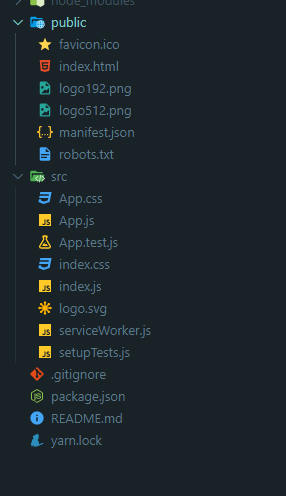 node_modules
public
favicon.ico
index.html
logo192.png
logo512.png
manifest.json
robots.txt
src
App.css
App.js
App.test.js
index.css
index.js
logo.svg
serviceWorker.js
setupTests.js
.gitignore
package.json
README.md
yarn.lock